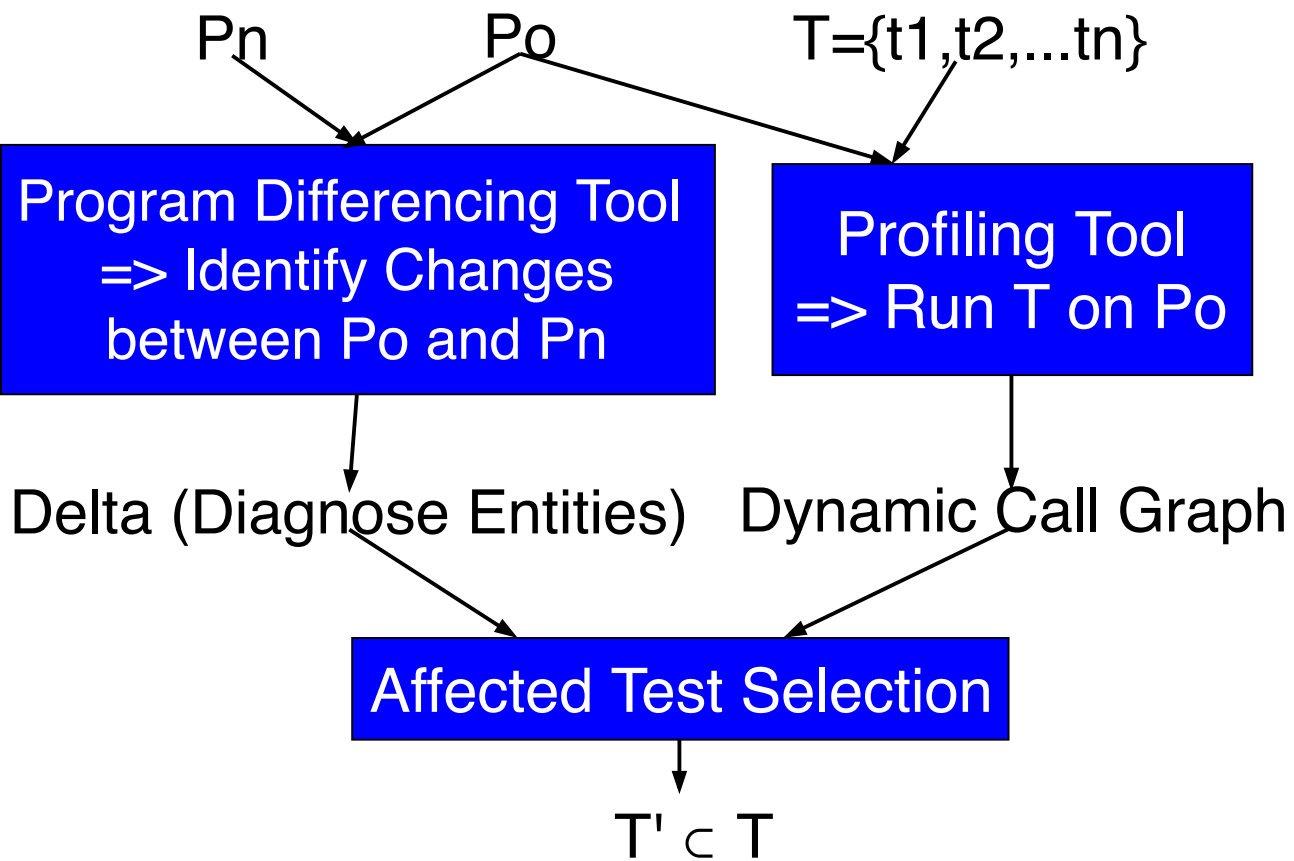 Pn
Po
T={t1,t2,...tn}
Program Differencing Tool
=> Identify Changes
between Po and Pn
Profiling Tool
=> Run T on Po
Delta (Diagnose Entities)
Dynamic Call Graph
Affected Test Selection
T' ⊂ T